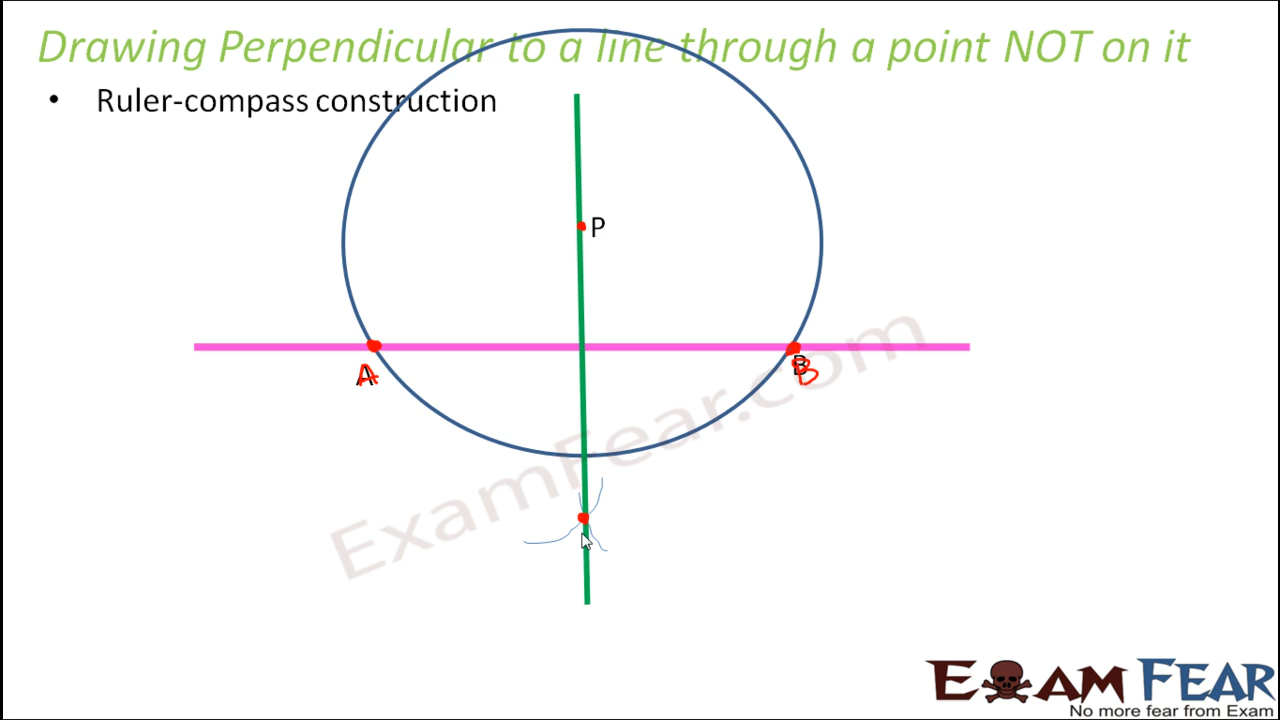 Drawing Perpendicular to a line through a point NOT on it
• Ruler-compass construction
P
A
A
B
B
ExamFear.com
EXAM FEAR
No more fear from Exam